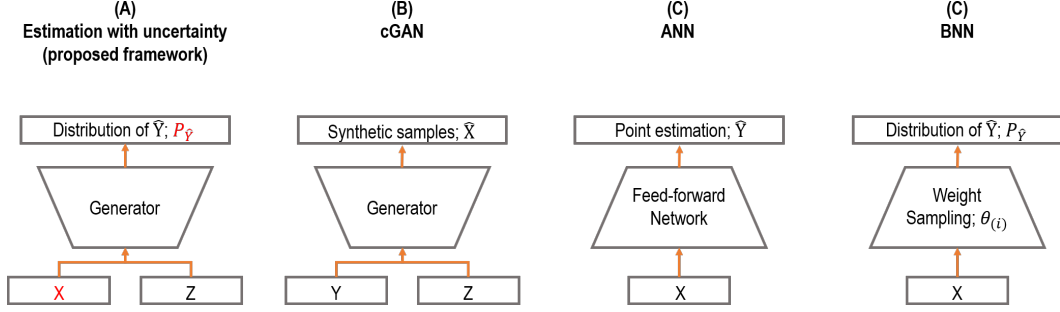 (A)
Estimation with uncertainty
(proposed framework)
Distribution of Ŷ; P_Ŷ
Generator
X
Z
(B)
cGAN
Synthetic samples; X̂
Generator
Y
Z
(C)
ANN
Point estimation; Ŷ
Feed-forward
Network
X
(C)
BNN
Distribution of Ŷ; P_Ŷ
Weight
Sampling; θ_(i)
X